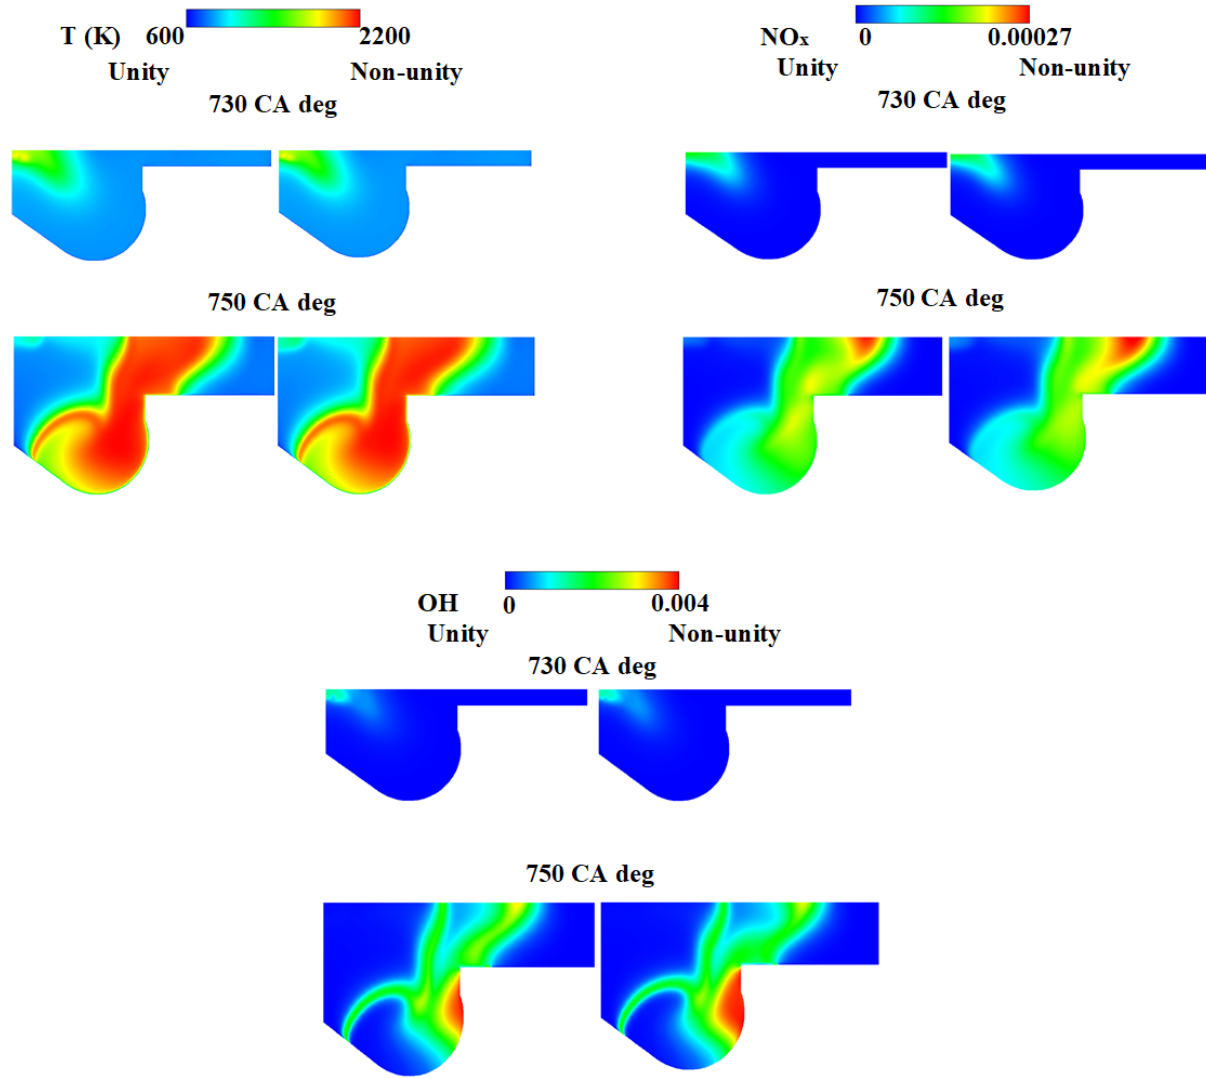 T (K) 600 2200
Unity Non-unity
730 CA deg
750 CA deg
NOx 0 0.00027
Unity Non-unity
730 CA deg
750 CA deg
OH 0 0.004
Unity Non-unity
730 CA deg
750 CA deg